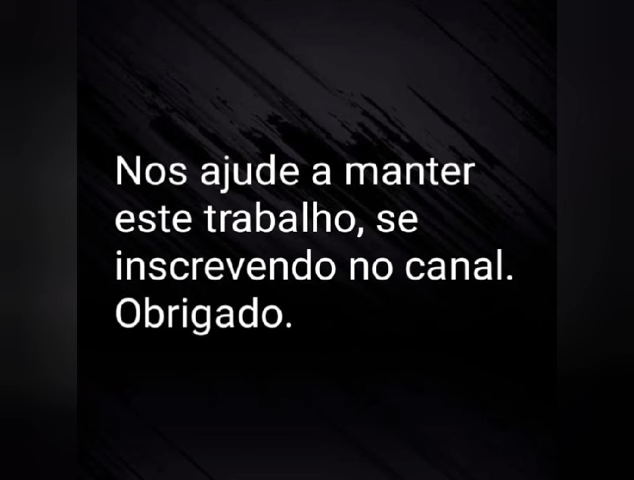 Nos ajude a manter
este trabalho, se
inscrevendo no canal.
Obrigado.